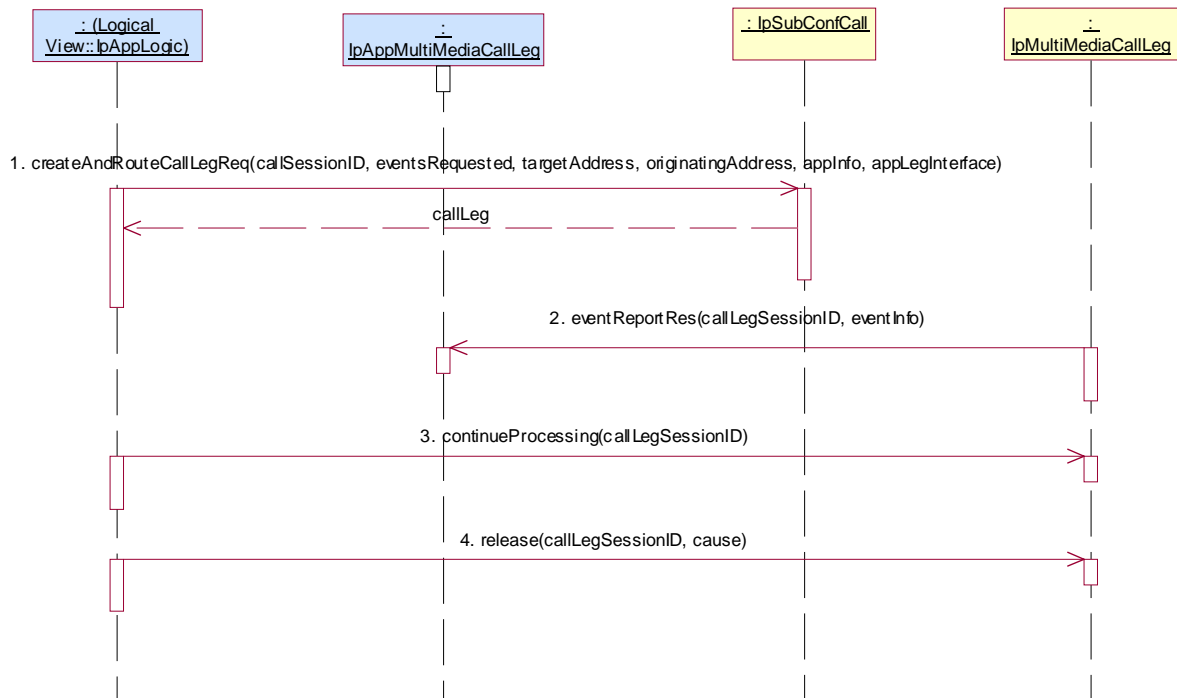 : (Logical
View::IpAppLogic)
:
IpAppMultiMediaCallLeg
: IpSubConfCall
:
IpMultiMediaCallLeg
1. createAndRouteCallLegReq(callSessionID, eventsRequested, targetAddress, originatingAddress, appInfo, appLegInterface)
callLeg
2. eventReportRes(callLegSessionID, eventInfo)
3. continueProcessing(callLegSessionID)
4. release(callLegSessionID, cause)